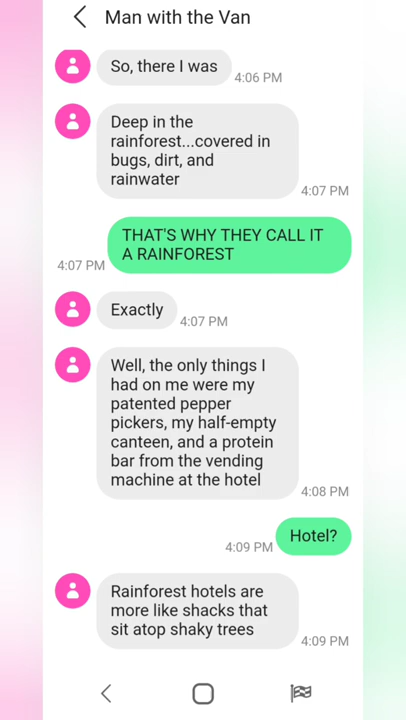 Man with the Van
So, there I was
4:06 PM
Deep in the
rainforest...covered in
bugs, dirt, and
rainwater
4:07 PM
THAT'S WHY THEY CALL IT
A RAINFOREST
4:07 PM
Exactly
4:07 PM
Well, the only things I
had on me were my
patented pepper
pickers, my half-empty
canteen, and a protein
bar from the vending
machine at the hotel
4:08 PM
Hotel?
4:09 PM
Rainforest hotels are
more like shacks that
sit atop shaky trees
4:09 PM